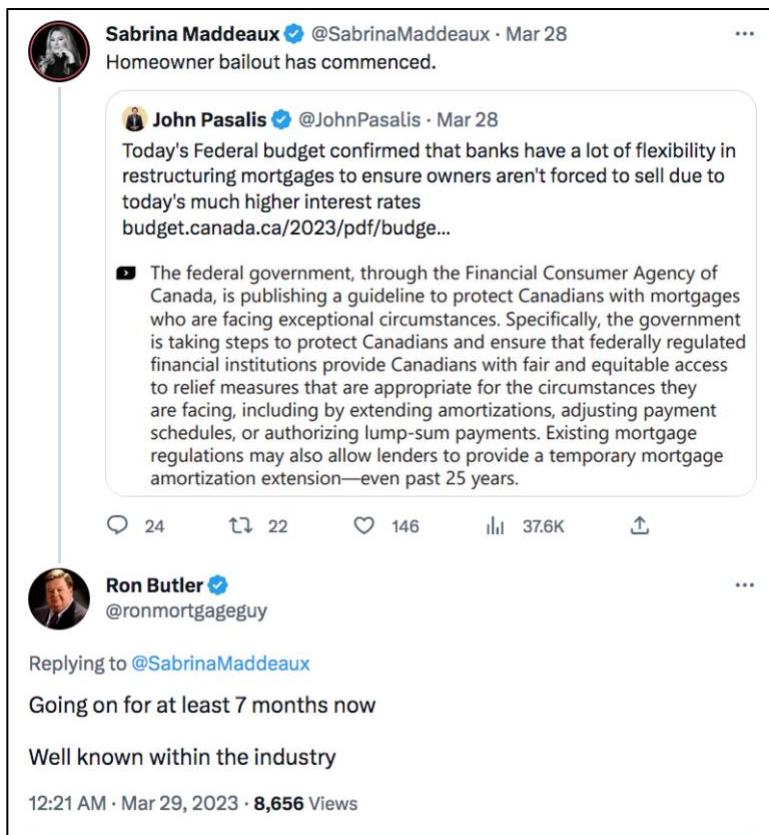 Sabrina Maddeaux @SabrinaMaddeaux · Mar 28
Homeowner bailout has commenced.
John Pasalis @JohnPasalis · Mar 28
Today's Federal budget confirmed that banks have a lot of flexibility in
restructuring mortgages to ensure owners aren't forced to sell due to
today's much higher interest rates
budget.canada.ca/2023/pdf/budge...
The federal government, through the Financial Consumer Agency of
Canada, is publishing a guideline to protect Canadians with mortgages
who are facing exceptional circumstances. Specifically, the government
is taking steps to protect Canadians and ensure that federally regulated
financial institutions provide Canadians with fair and equitable access
to relief measures that are appropriate for the circumstances they
are facing, including by extending amortizations, adjusting payment
schedules, or authorizing lump-sum payments. Existing mortgage
regulations may also allow lenders to provide a temporary mortgage
amortization extension—even past 25 years.
24 22 146 37.6K
Ron Butler
@ronmortgageguy
Replying to @SabrinaMaddeaux
Going on for at least 7 months now
Well known within the industry
12:21 AM · Mar 29, 2023 · 8,656 Views